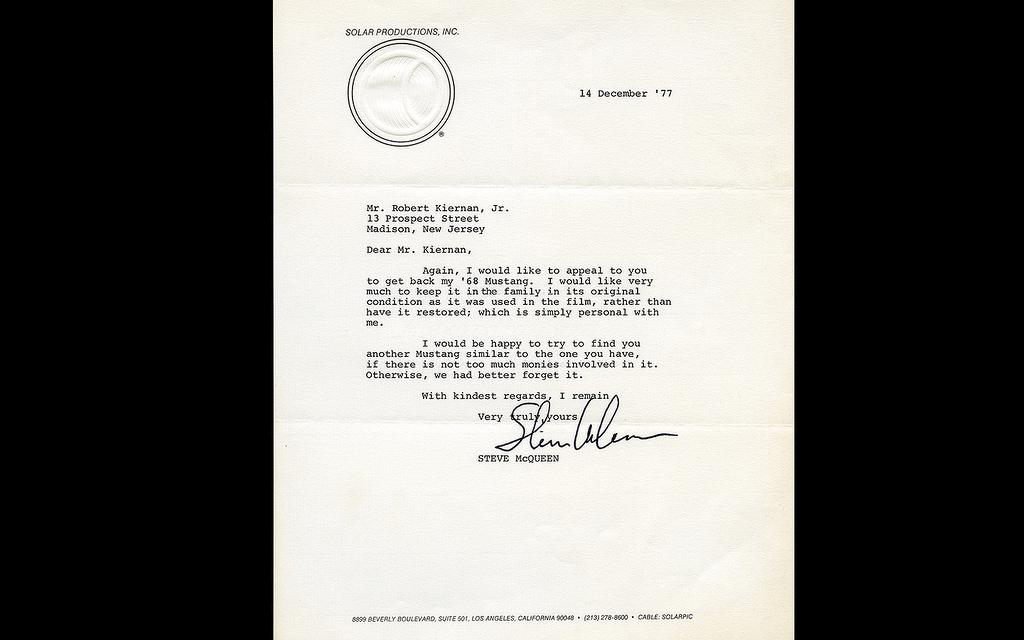 SOLAR PRODUCTIONS, INC.
®
14 December '77
Mr. Robert Kiernan, Jr.
13 Prospect Street
Madison, New Jersey
Dear Mr. Kiernan,
Again, I would like to appeal to you
to get back my '68 Mustang. I would like very
much to keep it in the family in its original
condition as it was used in the film, rather than
have it restored; which is simply personal with
me.
I would be happy to try to find you
another Mustang similar to the one you have,
if there is not too much monies involved in it.
Otherwise, we had better forget it.
With kindest regards, I remain
Very truly yours
STEVE McQUEEN
8899 BEVERLY BOULEVARD, SUITE 501, LOS ANGELES, CALIFORNIA 90048 • (213) 278-8600 • CABLE: SOLARPIC